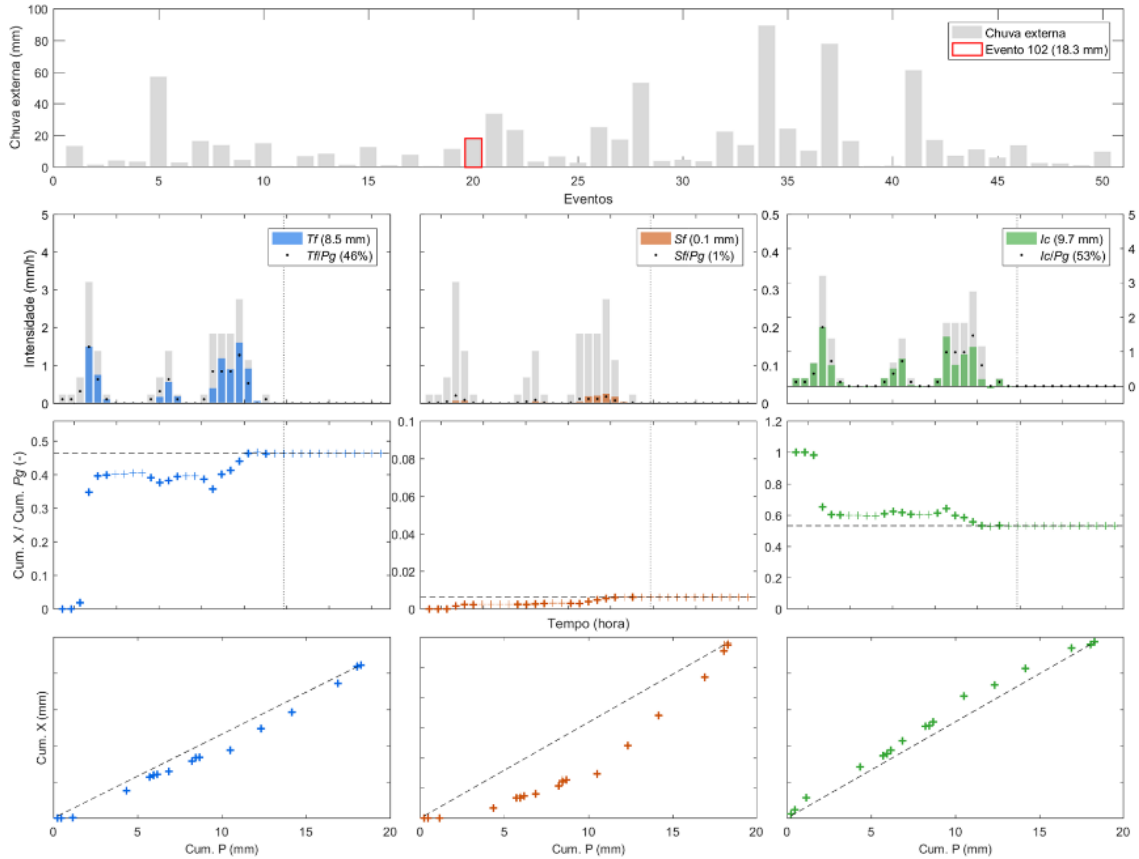 100
80
60
40
20
0
Chuva externa (mm)
Chuva externa
Evento 102 (18.3 mm)
0 5 10 15 20 25 30 35 40 45 50
Eventos
5
4
3
2
1
0
Intensidade (mm/h)
Tf (8.5 mm)
Tf/Pg (46%)
Sf (0.1 mm)
Sf/Pg (1%)
0.5
0.4
0.3
0.2
0.1
0
Ic (9.7 mm)
Ic/Pg (53%)
5
4
3
2
1
0
0.5
0.4
0.3
0.2
0.1
0
Cum. X / Cum. Pg (-)
0.1
0.08
0.06
0.04
0.02
0
1.2
1
0.8
0.6
0.4
0.2
0
Tempo (hora)
Cum. X (mm)
0 5 10 15 20
Cum. P (mm)
0 5 10 15 20
Cum. P (mm)
0 5 10 15 20
Cum. P (mm)